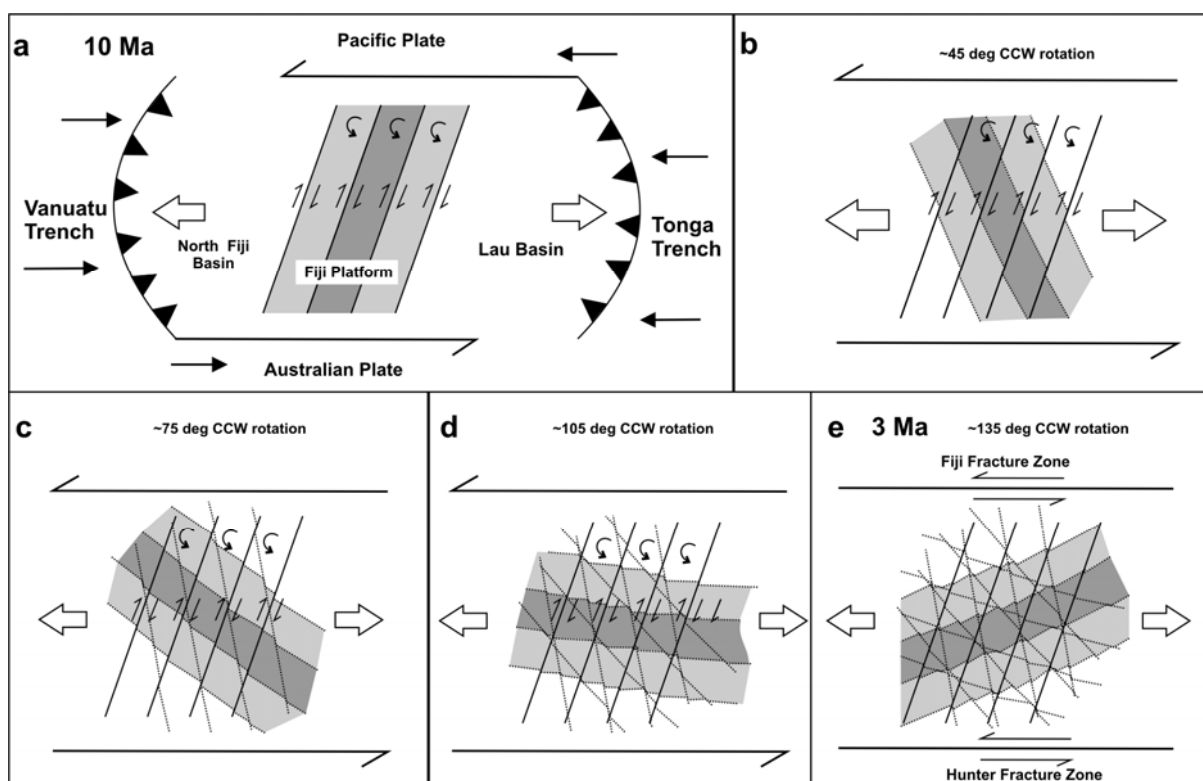 a 10 Ma
Pacific Plate
Vanuatu
Trench
North Fiji
Basin
Fiji Platform
Lau Basin
Tonga
Trench
Australian Plate
b
~45 deg CCW rotation
c
~75 deg CCW rotation
d
~105 deg CCW rotation
e 3 Ma
~135 deg CCW rotation
Fiji Fracture Zone
Hunter Fracture Zone